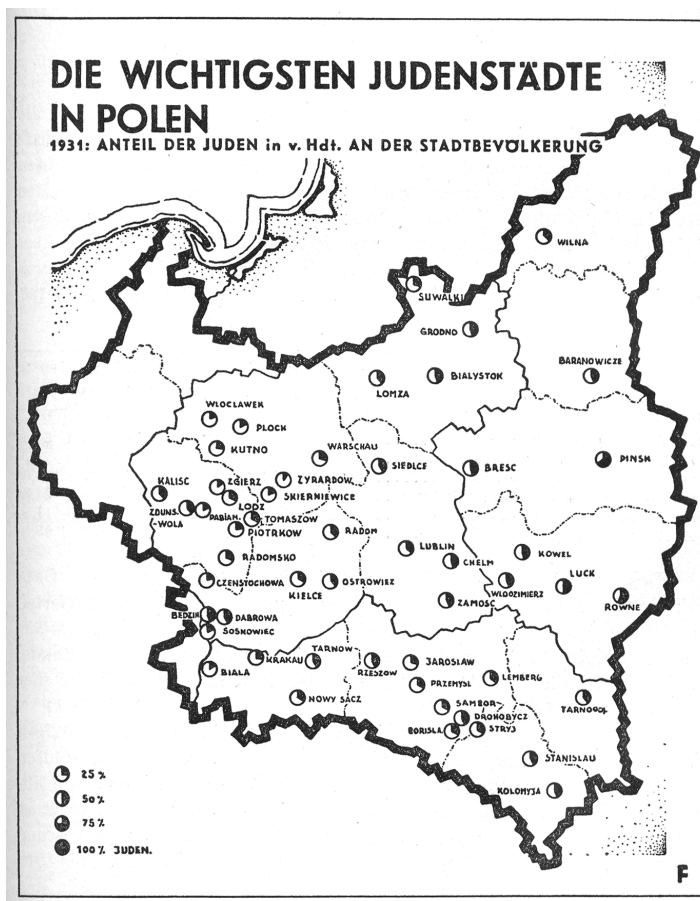 DIE WICHTIGSTEN JUDENSTÄDTE
IN POLEN
1931: ANTEIL DER JUDEN in v. Hdt. AN DER STADTBEVÖLKERUNG
WILNA
SUWALKI
GRODNO
BARANOWICZE
LOMZA
BIALYSTOK
WLOCLAWEK
PLOCK
KUTNO
WARSCHAU
SIEDLCE
BRESC
PINSK
KALISC
ZGIERZ
ZYRARDOW
SKIERNIEWICE
LODZ
ZDUNS.
-WOLA
PABIAN.
TOMASZOW
PIOTRKOW
RADOM
LUBLIN
CHELM
KOWEL
RADOMSKO
CZENSTOCHOWA
KIELCE
OSTROWIEZ
WLODZIMIERZ
LUCK
ROWNE
ZAMOSC
BEDZIN
DABROWA
SOSNOWIEC
BIALA
KRAKAU
TARNOW
RZESZOW
JAROSLAW
PRZEMYSL
LEMBERG
NOWY SACZ
SAMBOR
DROHOBYCZ
BORISLA.
STRYJ
TARNOPOL
STANISLAU
KOLOMYJA
25%
50%
75%
100% JUDEN.
F